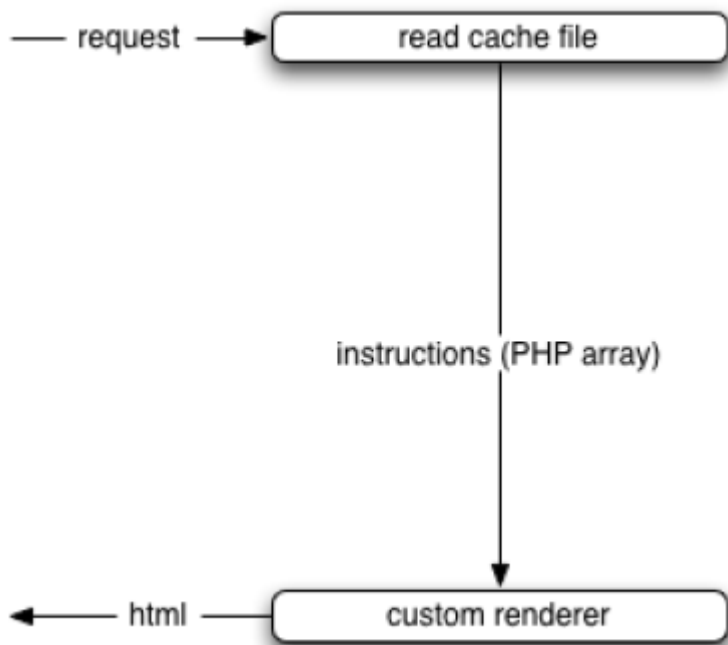 request
read cache file
instructions (PHP array)
html
custom renderer